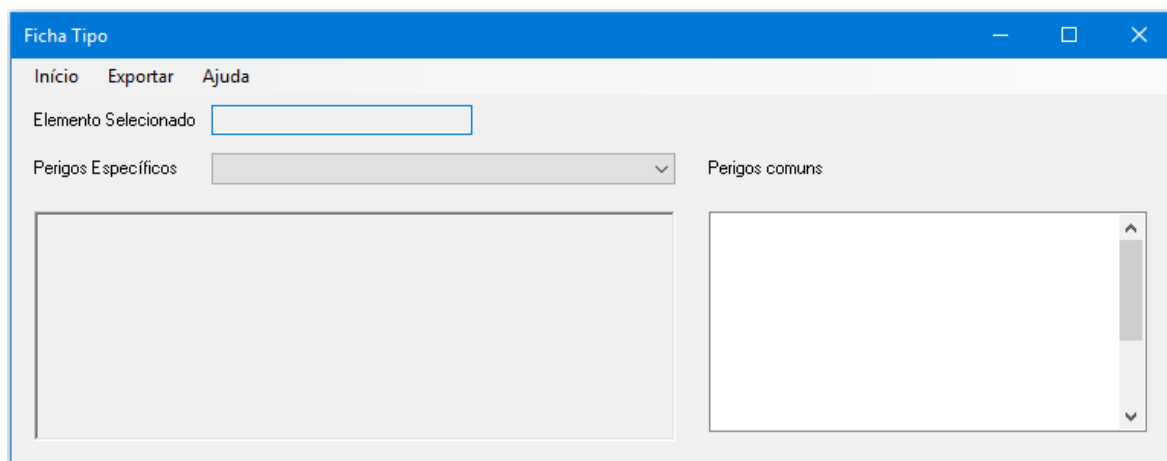 Ficha Tipo
Início Exportar Ajuda
Elemento Selecionado
Perigos Específicos
Perigos comuns